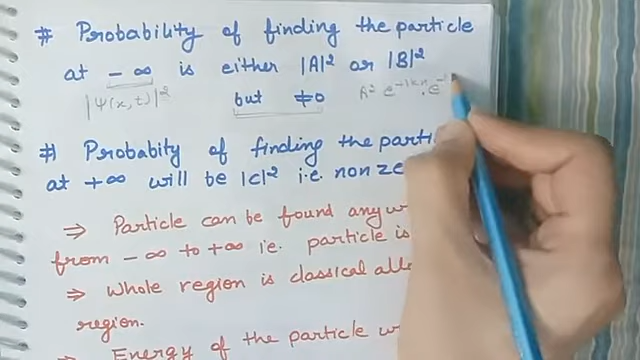 # Probability of finding the particle
at - ∞ is either |A|² or |B|²
|Ψ(x,t)|² but ≠0 A² e⁻ⁱᵏˣ.e⁻ⁱ
# Probabity of finding the parti
at +∞ will be |c|² i.e. non ze
⇒ Particle can be found any
from - ∞ to +∞ i.e. particle is
⇒ Whole region is classical all
region.
⇒ Energy of the particle w